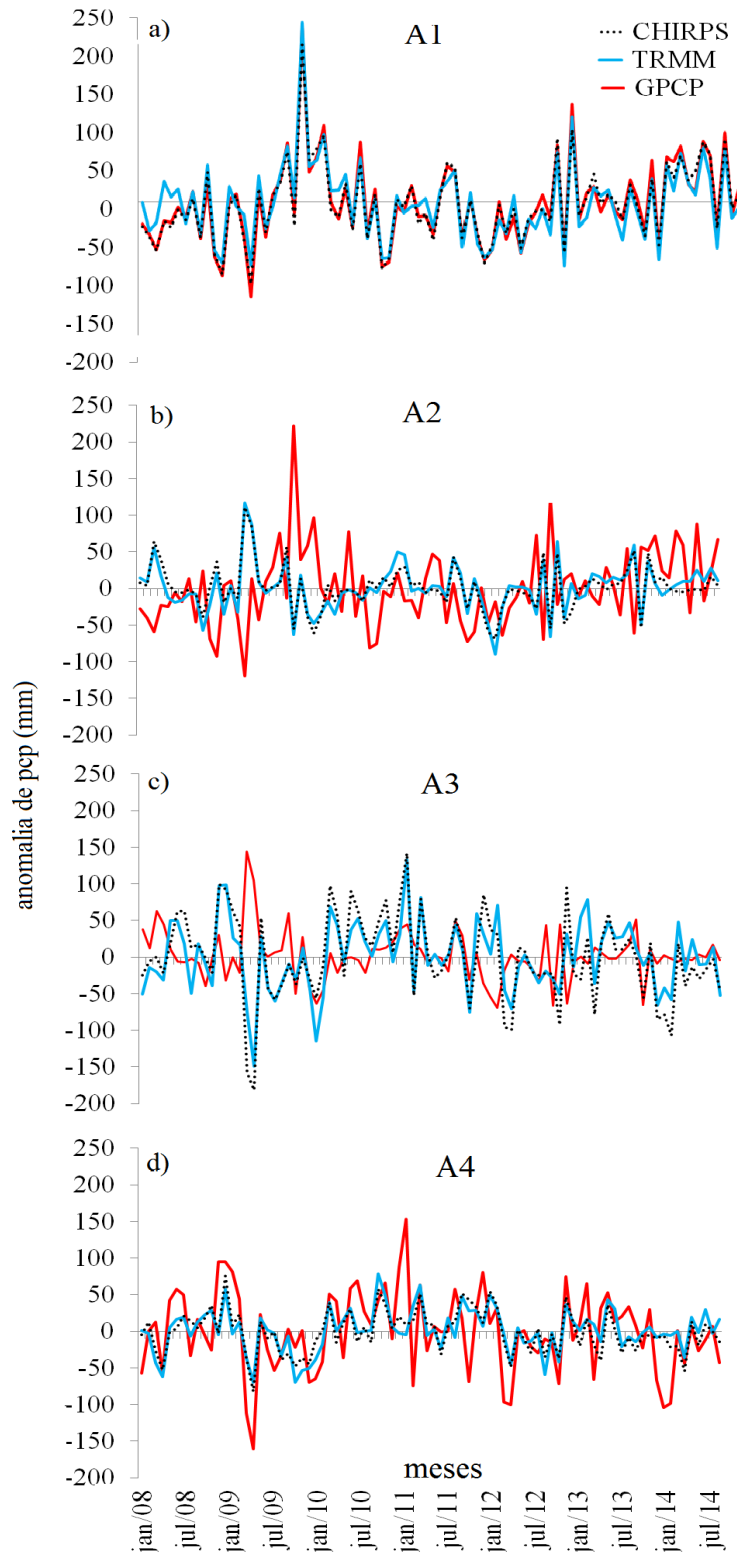 a)
A1
CHIRPS
TRMM
GPCP
250
200
150
100
50
0
-50
-100
-150
-200
b)
A2
250
200
150
100
50
0
-50
-100
-150
-200
anomalia de pcp (mm)
c)
A3
250
200
150
100
50
0
-50
-100
-150
-200
d)
A4
250
200
150
100
50
0
-50
-100
-150
-200
meses
jan/08
jul/08
jan/09
jul/09
jan/10
jul/10
jan/11
jul/11
jan/12
jul/12
jan/13
jul/13
jan/14
jul/14